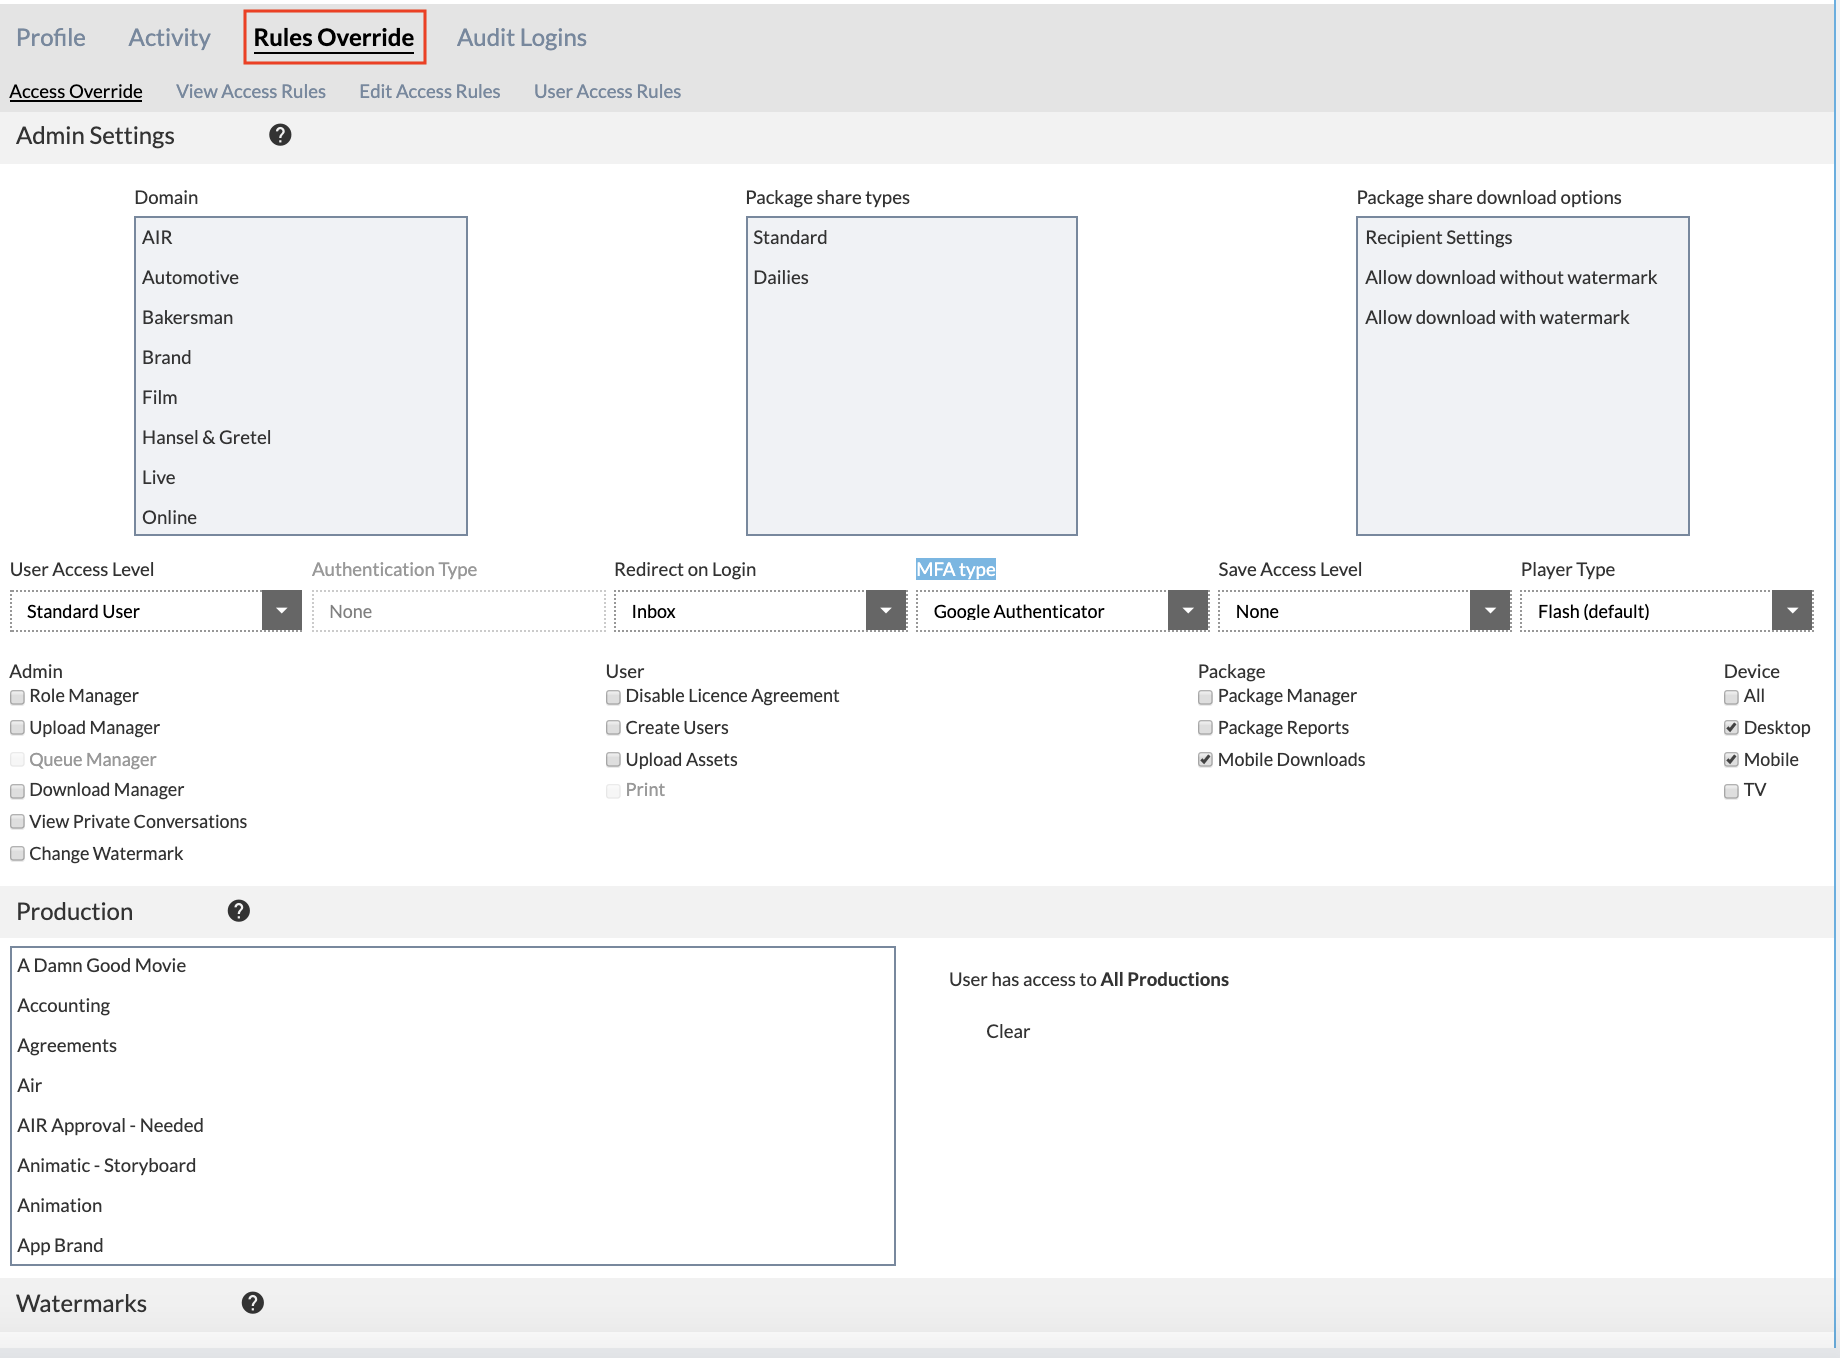 Profile Activity Rules Override Audit Logins
Access Override View Access Rules Edit Access Rules User Access Rules
Admin Settings ?
Domain
AIR
Automotive
Bakersman
Brand
Film
Hansel & Gretel
Live
Online
Package share types
Standard
Dailies
Package share download options
Recipient Settings
Allow download without watermark
Allow download with watermark
User Access Level
Standard User
Authentication Type
None
Redirect on Login
Inbox
MFA type
Google Authenticator
Save Access Level
None
Player Type
Flash (default)
Admin
Role Manager
Upload Manager
Queue Manager
Download Manager
View Private Conversations
Change Watermark
User
Disable Licence Agreement
Create Users
Upload Assets
Print
Package
Package Manager
Package Reports
Mobile Downloads
Device
All
Desktop
Mobile
TV
Production ?
A Damn Good Movie
Accounting
Agreements
Air
AIR Approval - Needed
Animatic - Storyboard
Animation
App Brand
User has access to All Productions
Clear
Watermarks ?